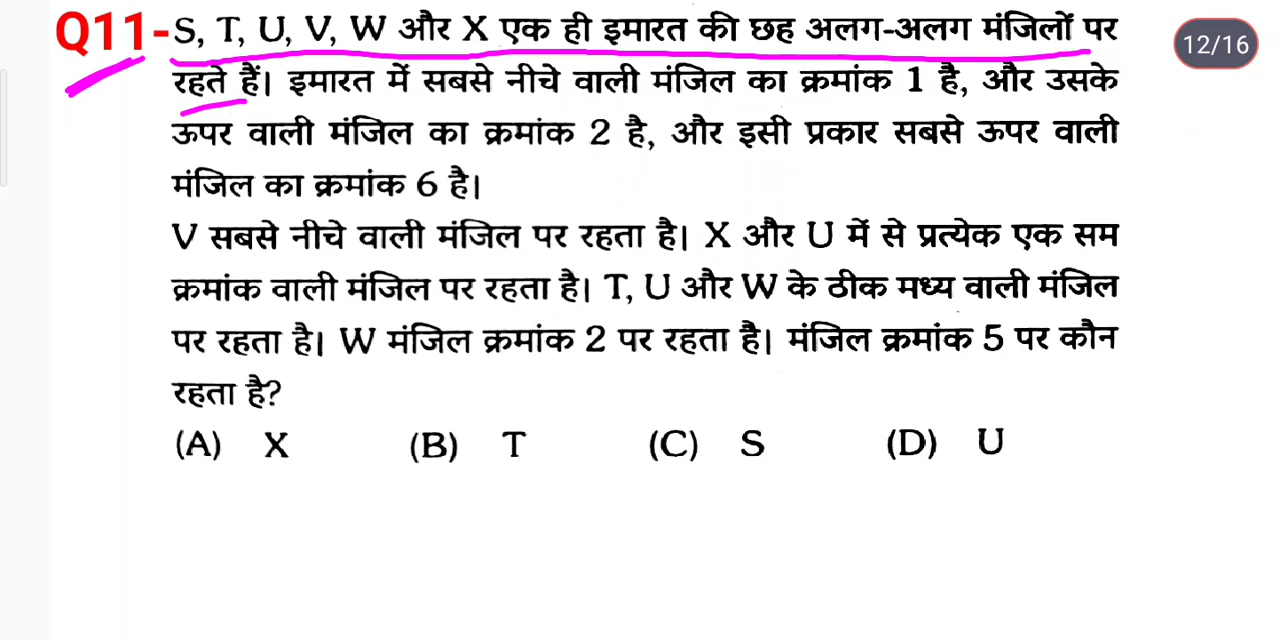 Q11-S, T, U, V, W और X एक ही इमारत की छह अलग-अलग मंजिलों पर
12/16
रहते हैं। इमारत में सबसे नीचे वाली मंजिल का क्रमांक 1 है, और उसके
ऊपर वाली मंजिल का क्रमांक 2 है, और इसी प्रकार सबसे ऊपर वाली
मंजिल का क्रमांक 6 है।
V सबसे नीचे वाली मंजिल पर रहता है। X और U में से प्रत्येक एक सम
क्रमांक वाली मंजिल पर रहता है। T, U और W के ठीक मध्य वाली मंजिल
पर रहता है। W मंजिल क्रमांक 2 पर रहता है। मंजिल क्रमांक 5 पर कौन
रहता है?
(A) X (B) T (C) S (D) U